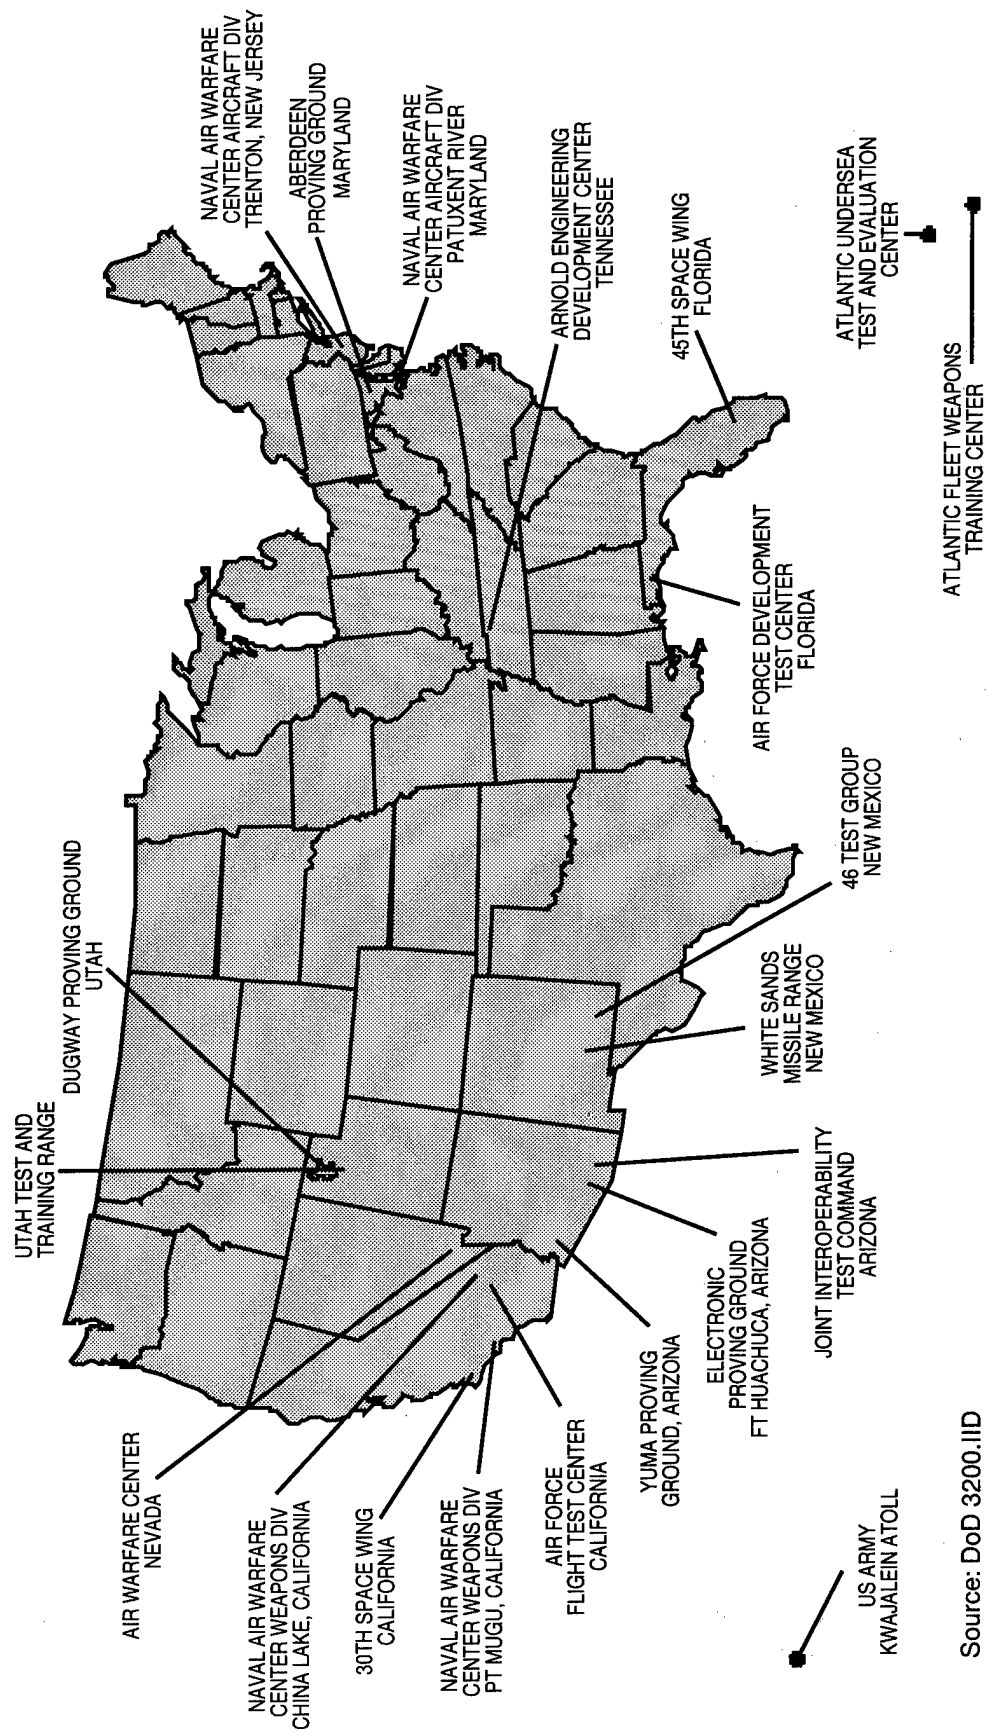 UTAH TEST AND
TRAINING RANGE
DUGWAY PROVING GROUND
UTAH
NAVAL AIR WARFARE
CENTER AIRCRAFT DIV
TRENTON, NEW JERSEY
ABERDEEN
PROVING GROUND
MARYLAND
NAVAL AIR WARFARE
CENTER AIRCRAFT DIV
PATUXENT RIVER
MARYLAND
ARNOLD ENGINEERING
DEVELOPMENT CENTER
TENNESSEE
45TH SPACE WING
FLORIDA
ATLANTIC UNDERSEA
TEST AND EVALUATION
CENTER
ATLANTIC FLEET WEAPONS
TRAINING CENTER
AIR FORCE DEVELOPMENT
TEST CENTER
FLORIDA
46 TEST GROUP
NEW MEXICO
WHITE SANDS
MISSILE RANGE
NEW MEXICO
JOINT INTEROPERABILITY
TEST COMMAND
ARIZONA
ELECTRONIC
PROVING GROUND
FT HUACHUCA, ARIZONA
YUMA PROVING
GROUND, ARIZONA
AIR FORCE
FLIGHT TEST CENTER
CALIFORNIA
NAVAL AIR WARFARE
CENTER WEAPONS DIV
PT MUGU, CALIFORNIA
30TH SPACE WING
CALIFORNIA
NAVAL AIR WARFARE
CENTER WEAPONS DIV
CHINA LAKE, CALIFORNIA
AIR WARFARE CENTER
NEVADA
US ARMY
KWAJALEIN ATOLL
Source: DoD 3200.IID